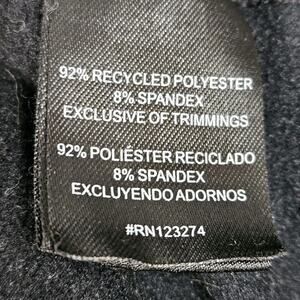 92% RECYCLED POLYESTER
8% SPANDEX
EXCLUSIVE OF TRIMMINGS
92% POLIÉSTER RECICLADO
8% SPANDEX
EXCLUYENDO ADORNOS
#RN123274